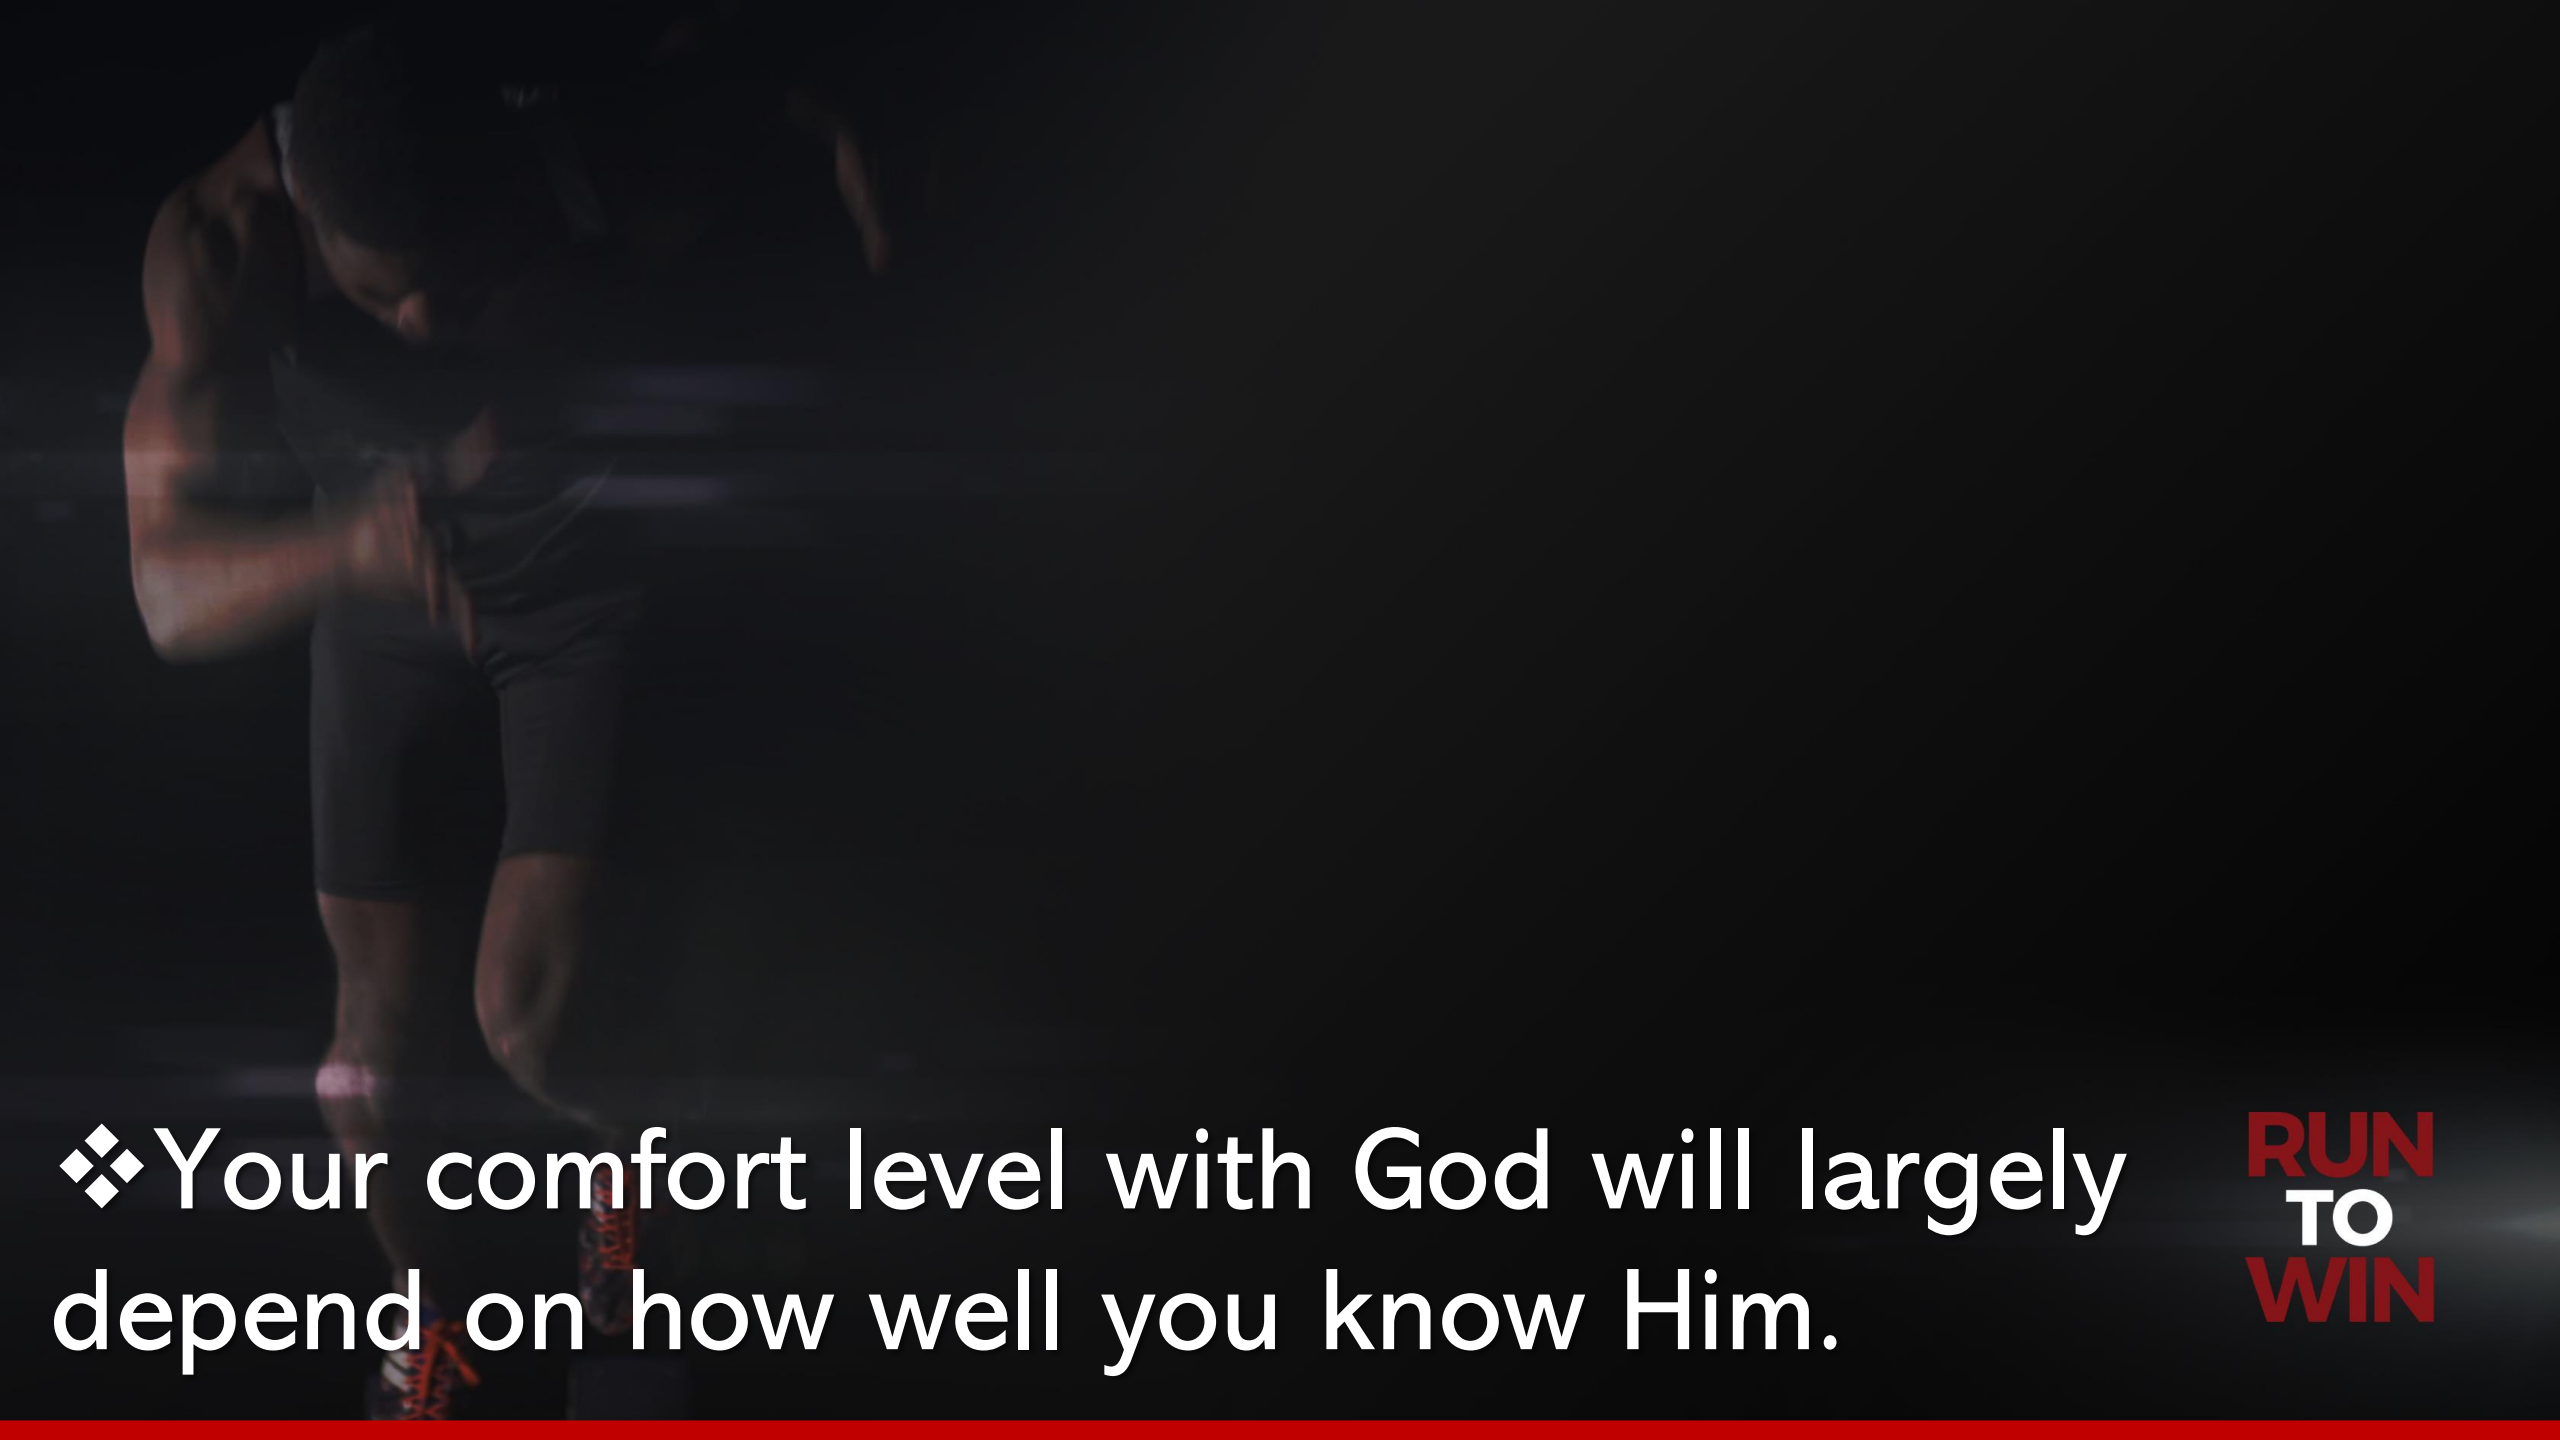 ❖Your comfort level with God will largely
depend on how well you know Him.
RUN
TO
WIN